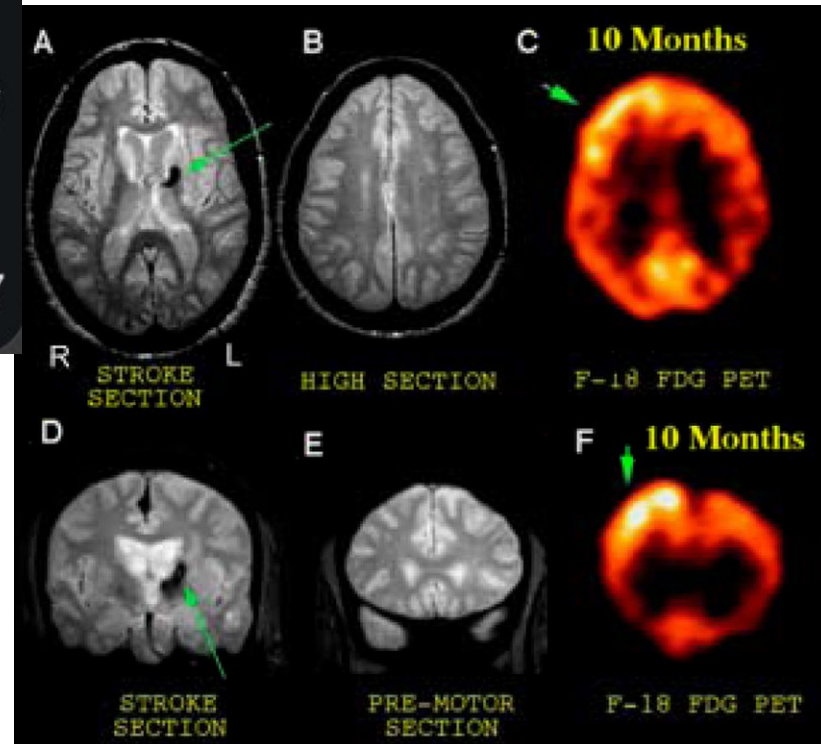 A
B
C
10 Months
R
L
STROKE
SECTION
HIGH SECTION
F-18 FDG PET
D
E
F
10 Months
STROKE
SECTION
PRE-MOTOR
SECTION
F-18 FDG PET